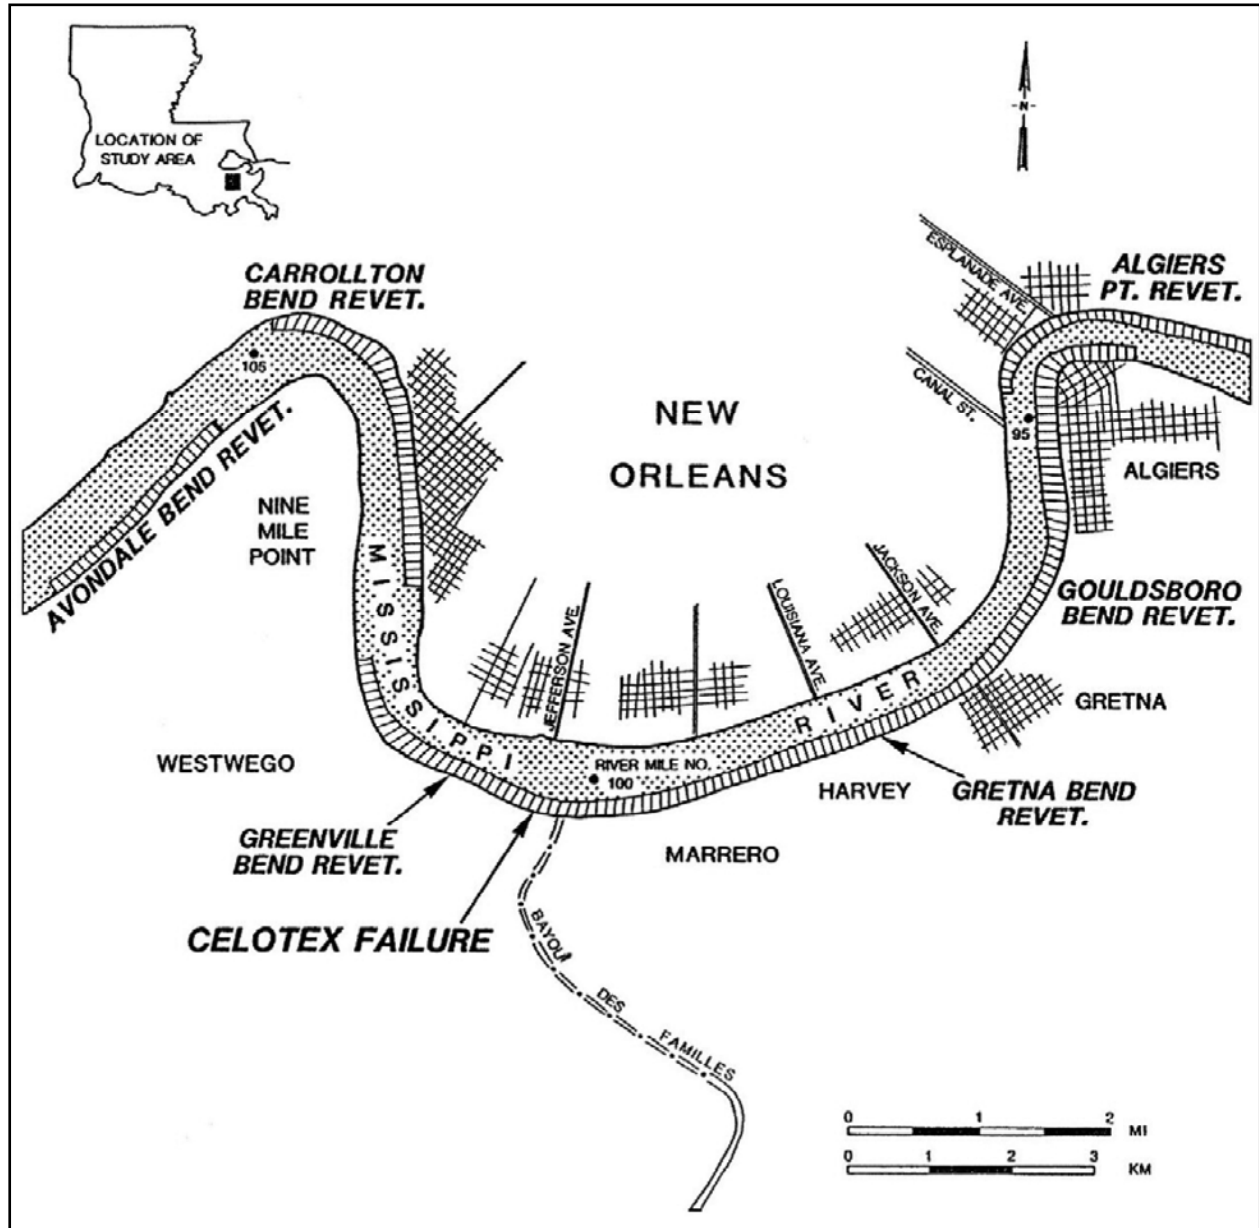 LOCATION OF
STUDY AREA
-N-
CARROLLTON
BEND REVET.
ESPLANADE AVE.
ALGIERS
PT. REVET.
105
CANAL ST.
NEW
ORLEANS
95
ALGIERS
AVONDALE BEND REVET.
NINE
MILE
POINT
MISSISSIPPI
JACKSON AVE.
LOUISIANA AVE.
JEFFERSON AVE.
GOULDSBORO
BEND REVET.
GRETNA
RIVER
WESTWEGO
RIVER MILE NO.
100
HARVEY
GRETNA BEND
REVET.
GREENVILLE
BEND REVET.
MARRERO
CELOTEX FAILURE
BAYOU
DES
FAMILLES
0 1 2
MI
0 1 2 3
KM